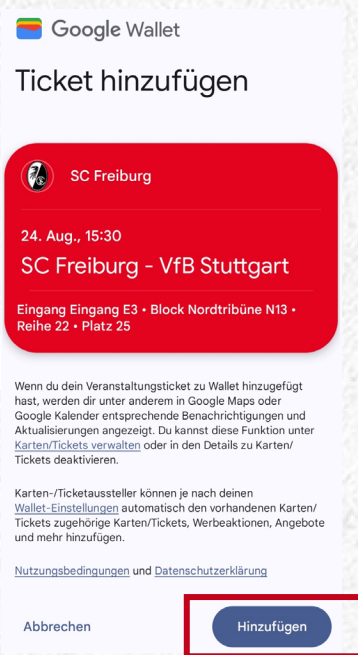 Google Wallet
Ticket hinzufügen
SC Freiburg
24. Aug., 15:30
SC Freiburg - VfB Stuttgart
Eingang Eingang E3 • Block Nordtribüne N13 •
Reihe 22 • Platz 25
Wenn du dein Veranstaltungsticket zu Wallet hinzugefügt
hast, werden dir unter anderem in Google Maps oder
Google Kalender entsprechende Benachrichtigungen und
Aktualisierungen angezeigt. Du kannst diese Funktion unter
Karten/Tickets verwalten oder in den Details zu Karten/
Tickets deaktivieren.
Karten-/Ticketaussteller können je nach deinen
Wallet-Einstellungen automatisch den vorhandenen Karten/
Tickets zugehörige Karten/Tickets, Werbeaktionen, Angebote
und mehr hinzufügen.
Nutzungsbedingungen und Datenschutzerklärung
Abbrechen
Hinzufügen